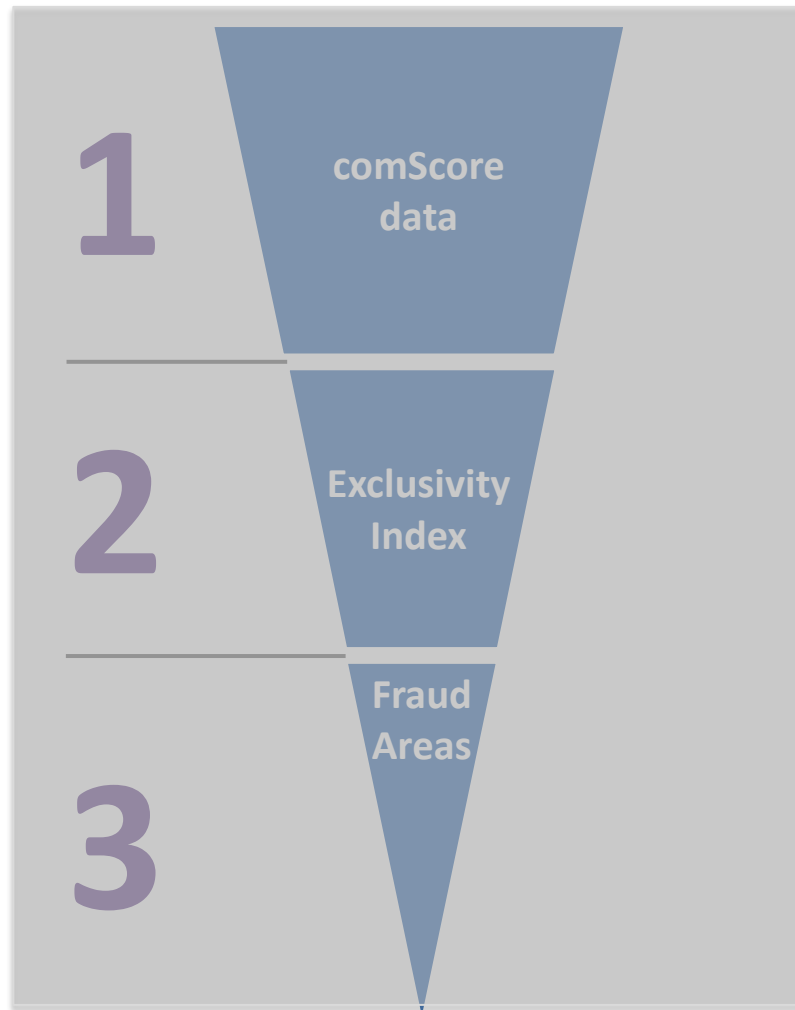 1
comScore
data
2
Exclusivity
Index
3
Fraud
Areas